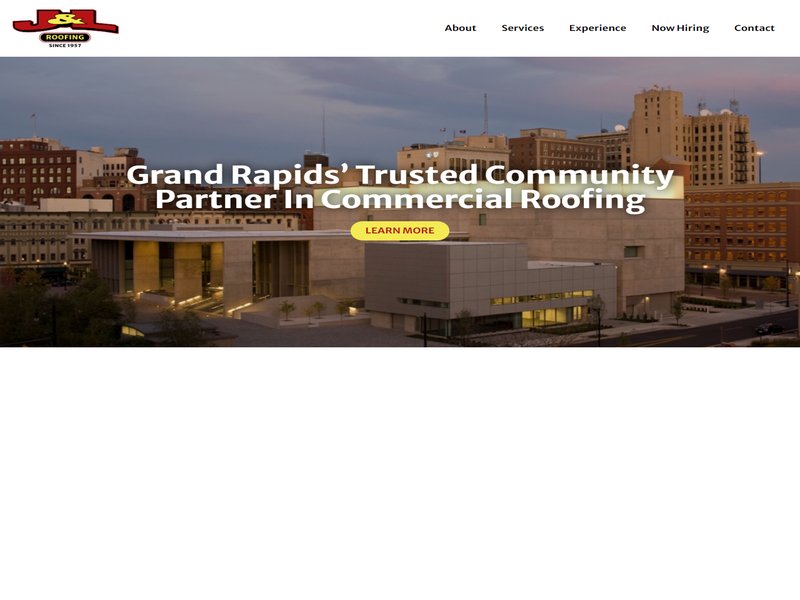 J&L
ROOFING
SINCE 1957
About
Services
Experience
Now Hiring
Contact
Grand Rapids’ Trusted Community
Partner In Commercial Roofing
LEARN MORE